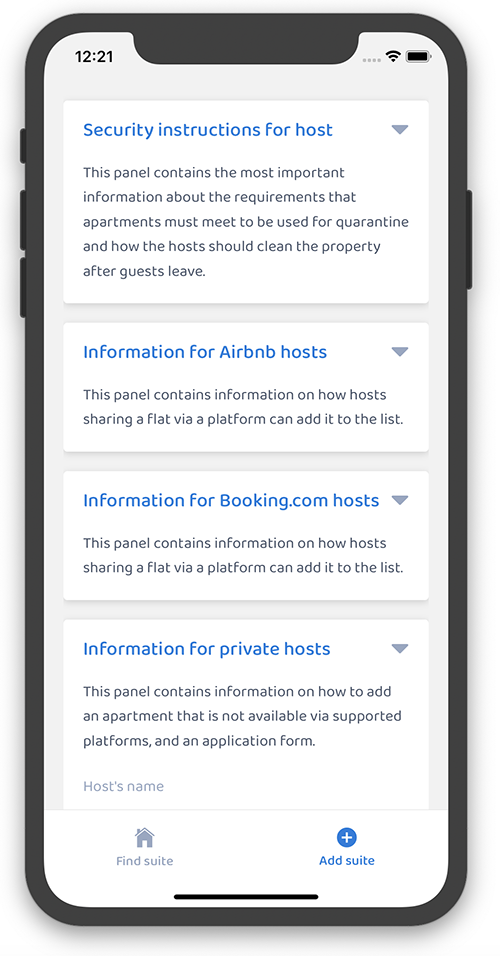 12:21
Security instructions for host
This panel contains the most important
information about the requirements that
apartments must meet to be used for quarantine
and how the hosts should clean the property
after guests leave.
Information for Airbnb hosts
This panel contains information on how hosts
sharing a flat via a platform can add it to the list.
Information for Booking.com hosts
This panel contains information on how hosts
sharing a flat via a platform can add it to the list.
Information for private hosts
This panel contains information on how to add
an apartment that is not available via supported
platforms, and an application form.
Host's name
Find suite
Add suite